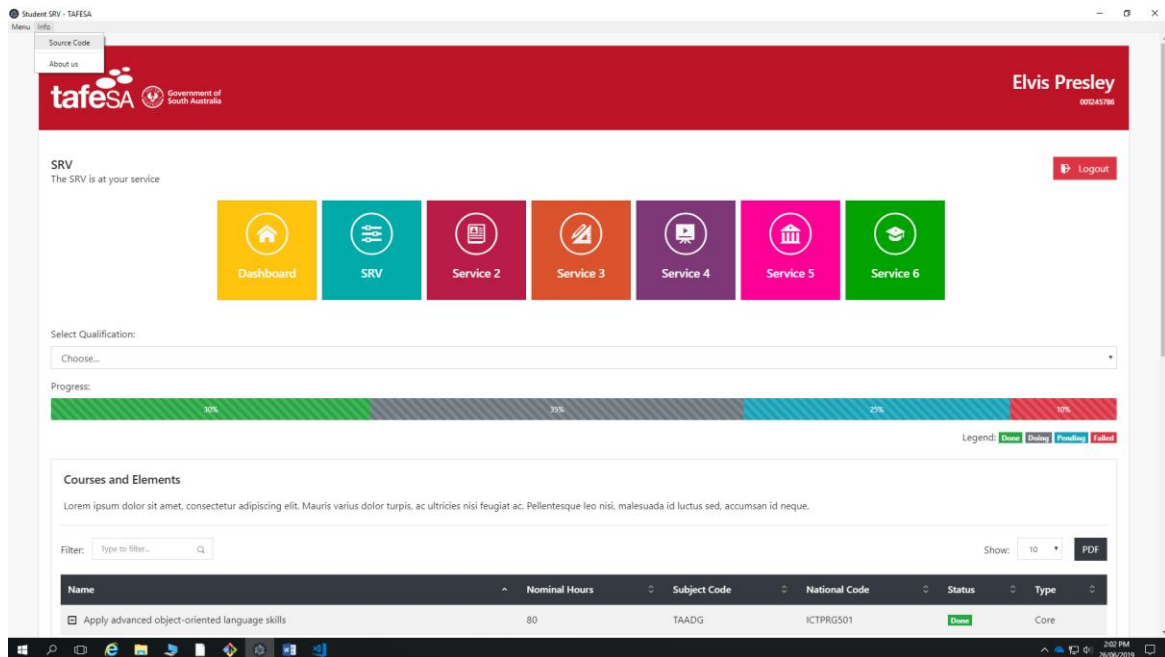 Student SRV - TAFESA
Menu Info
Source Code
About us
tafeSA Government of South Australia
Elvis Presley
001245786
SRV
The SRV is at your service
Logout
Dashboard SRV Service 2 Service 3 Service 4 Service 5 Service 6
Select Qualification:
Choose...
Progress:
30% 35% 25% 10%
Legend: Done Doing Pending Failed
Courses and Elements
Lorem ipsum dolor sit amet, consectetur adipiscing elit. Mauris varius dolor turpis, ac ultricies nisi feugiat ac. Pellentesque leo nisi, malesuada id luctus sed, accumsan id neque.
Filter: Type to filter... Show: 10 PDF
Name Nominal Hours Subject Code National Code Status Type
Apply advanced object-oriented language skills 80 TAADG ICTPRG501 Done Core
2:02 PM
26/06/2019